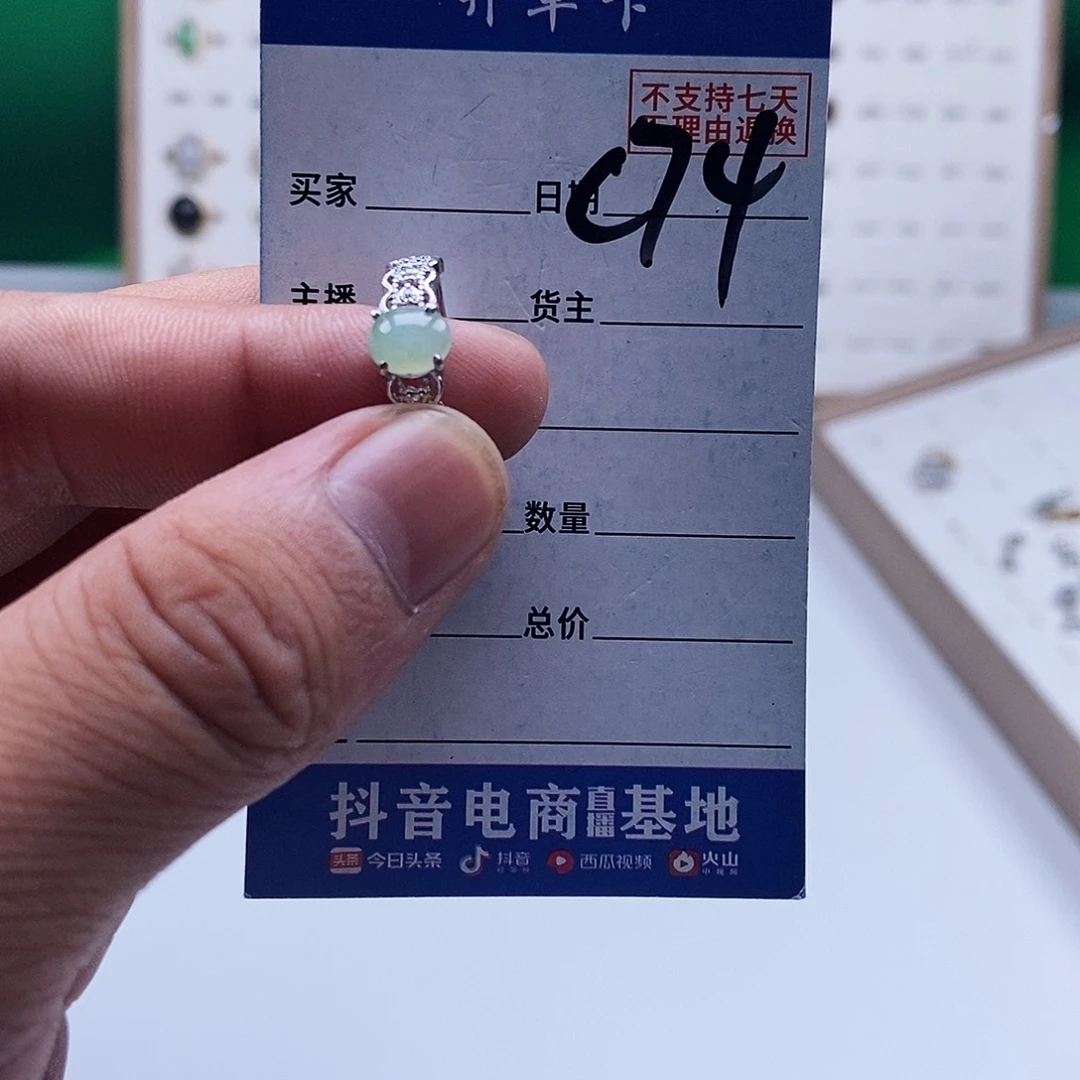 不支持七天
无理由退换
买家 日期
C74
主播 货主
数量
总价
抖音电商直播基地
今日头条 抖音 西瓜视频 火山